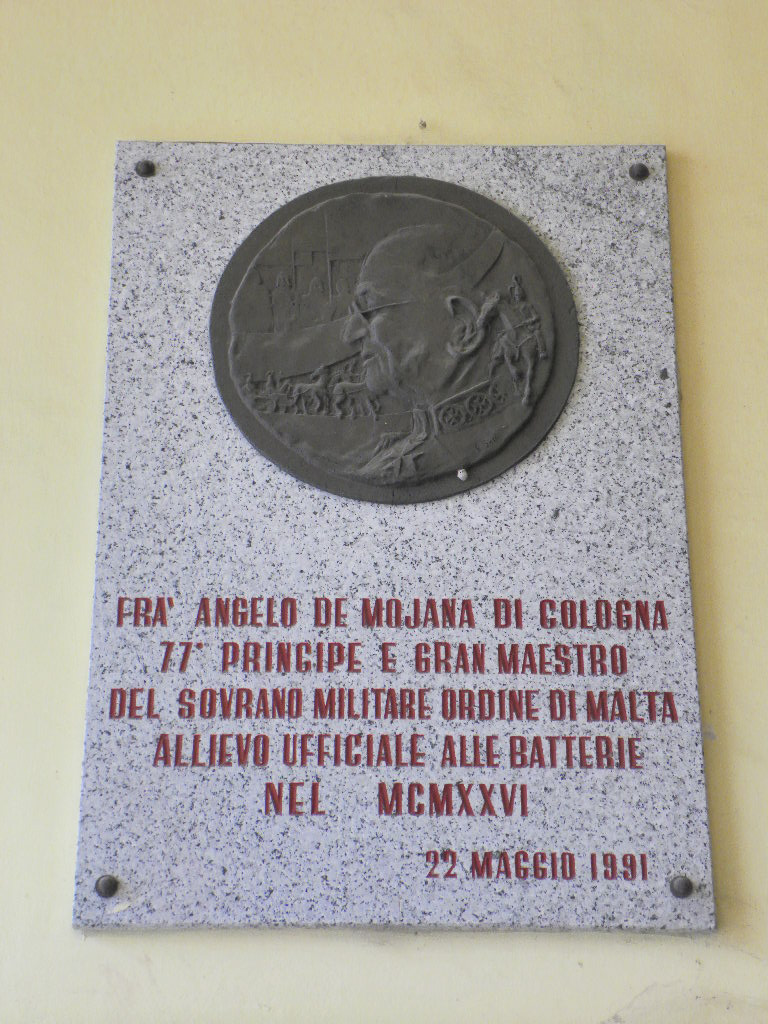 FRA' ANGELO DE MOJANA DI COLOGNA
77° PRINCIPE E GRAN MAESTRO
DEL SOVRANO MILITARE ORDINE DI MALTA
ALLIEVO UFFICIALE ALLE BATTERIE
NEL MCMXXVI
22 MAGGIO 1991